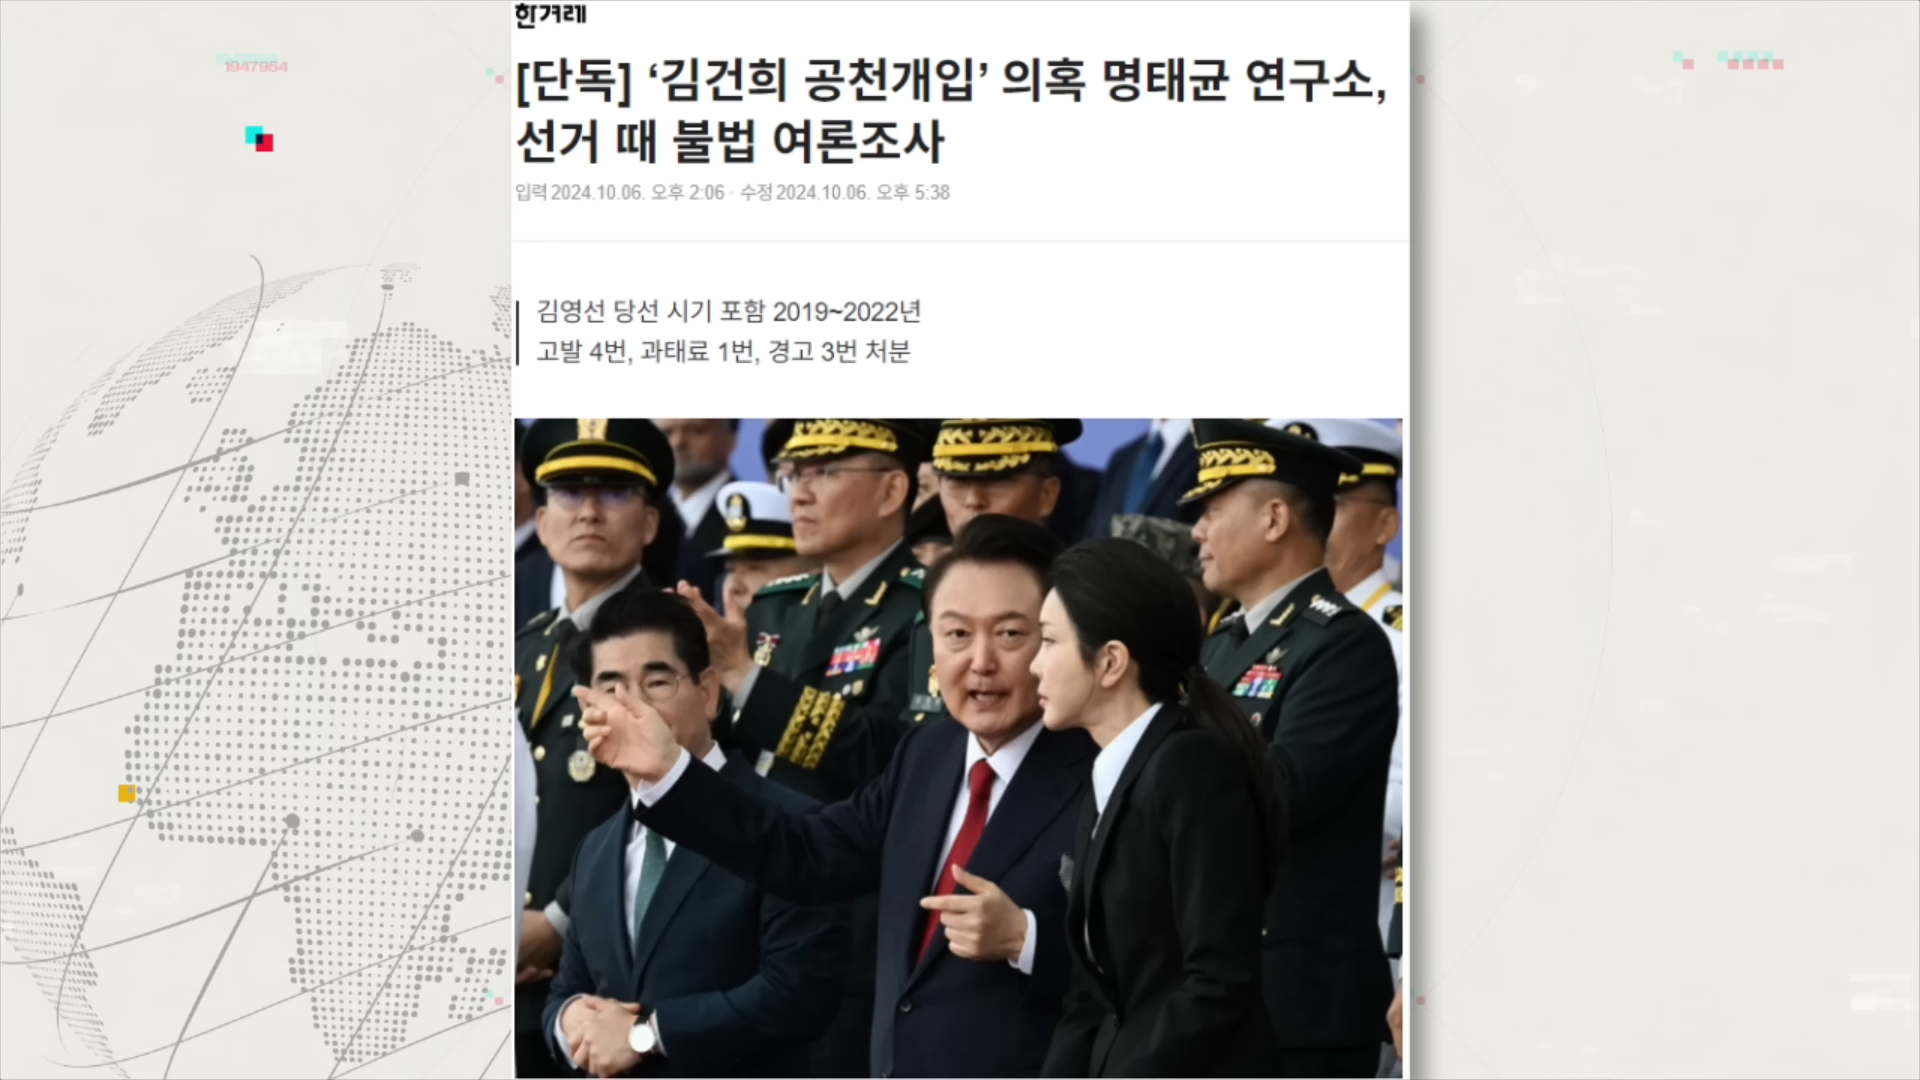 1947954
한겨레
[단독] ‘김건희 공천개입’ 의혹 명태균 연구소,
선거 때 불법 여론조사
입력 2024.10.06. 오후 2:06 · 수정 2024.10.06. 오후 5:38
김영선 당선 시기 포함 2019~2022년
고발 4번, 과태료 1번, 경고 3번 처분